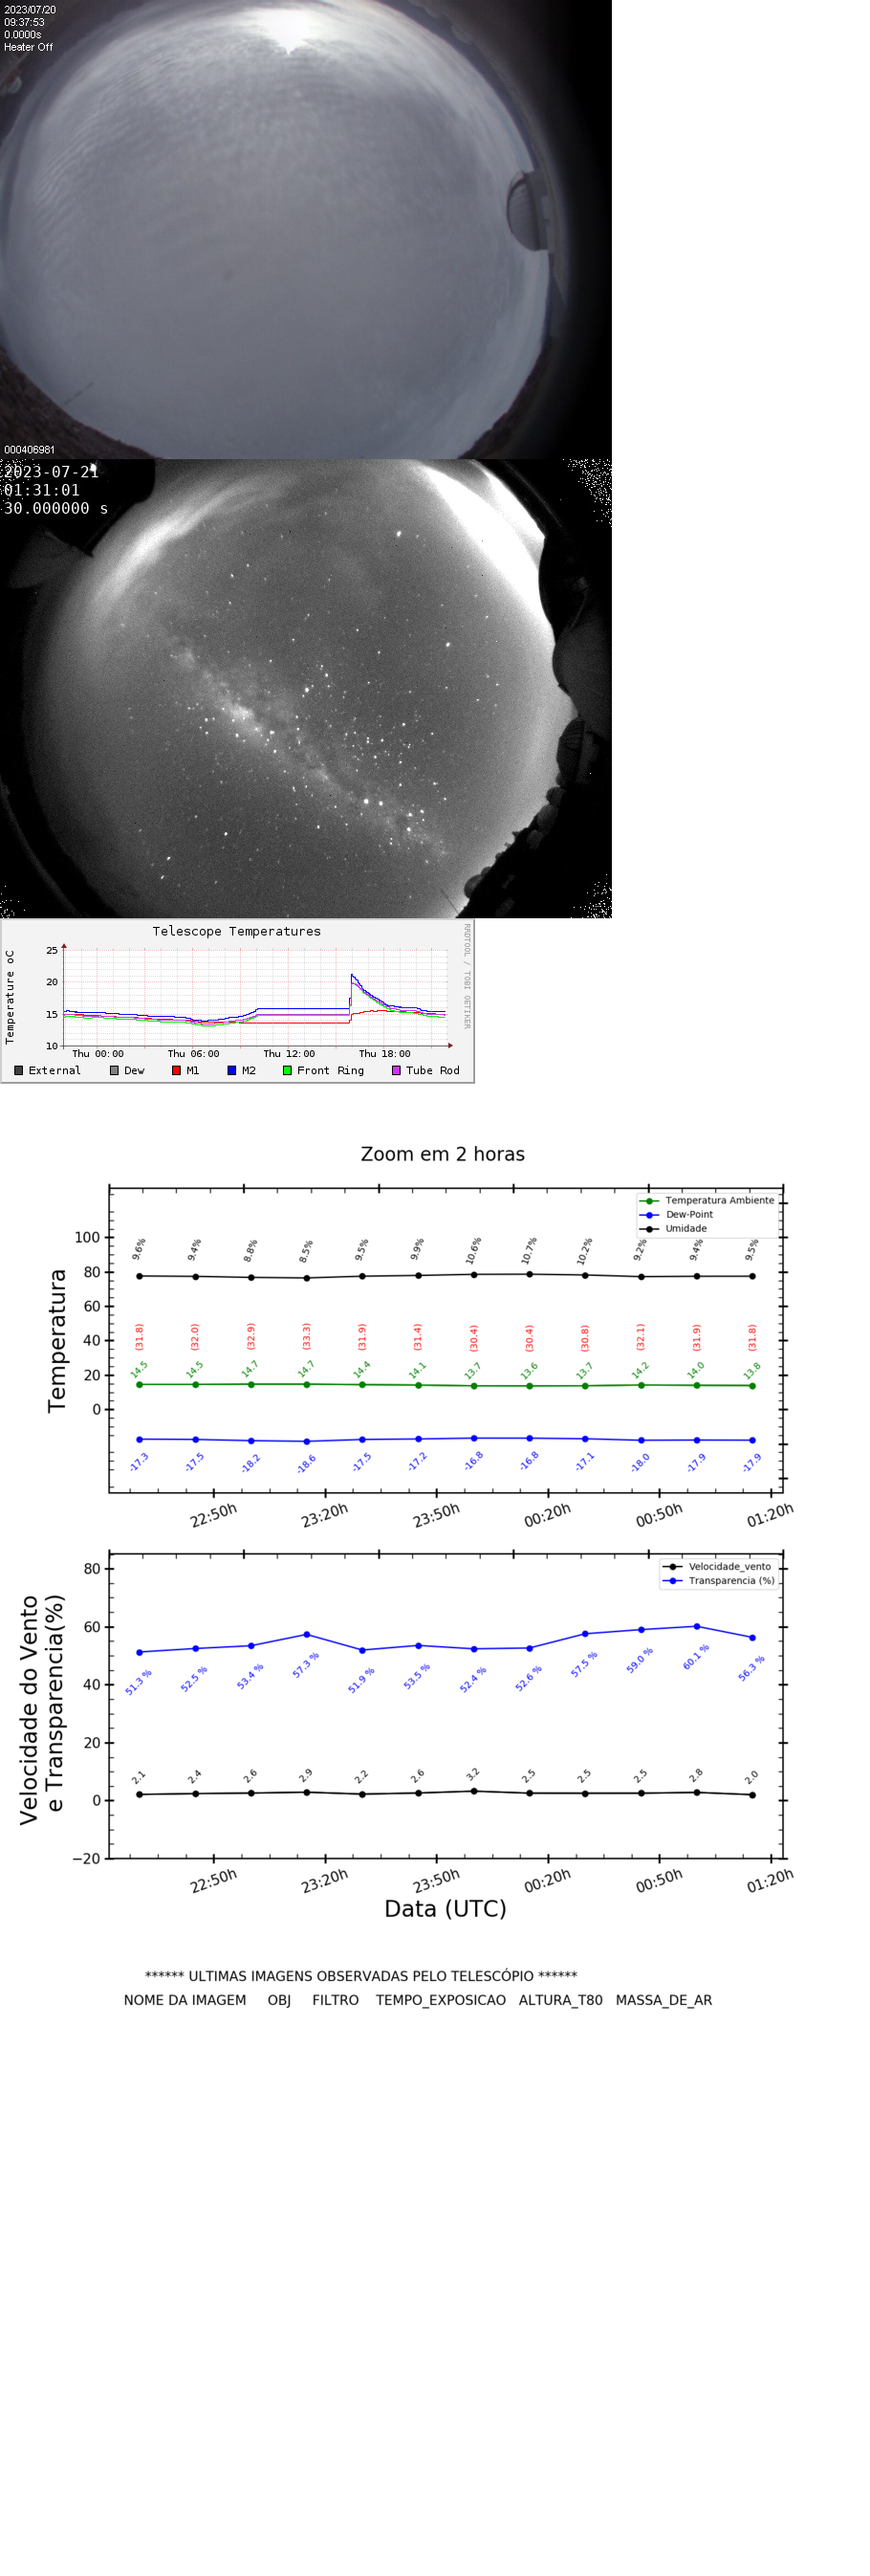 2023/07/20
09:37:53
0.0000s
Heater Off
000406981
2023-07-21
01:31:01
30.000000 s
Telescope Temperatures
RRDTOOL / TOBI OETIKER
Temperature oC
25
20
15
10
Thu 00:00 Thu 06:00 Thu 12:00 Thu 18:00
External Dew M1 M2 Front Ring Tube Rod
Zoom em 2 horas
Temperatura Ambiente
Dew-Point
Umidade
Temperatura
100
80
60
40
20
0
9.6% 9.4% 8.8% 8.5% 9.5% 9.9% 10.6% 10.7% 10.2% 9.2% 9.4% 9.5%
(31.8) (32.0) (32.9) (33.3) (31.9) (31.4) (30.4) (30.4) (30.8) (32.1) (31.9) (31.8)
14.5 14.5 14.7 14.7 14.4 14.1 13.7 13.6 13.7 14.2 14.0 13.8
-17.3 -17.5 -18.2 -18.6 -17.5 -17.2 -16.8 -16.8 -17.1 -18.0 -17.9 -17.9
22:50h 23:20h 23:50h 00:20h 00:50h 01:20h
Velocidade_vento
Transparencia (%)
Velocidade do Vento
e Transparencia(%)
80
60
40
20
0
−20
51.3 % 52.5 % 53.4 % 57.3 % 51.9 % 53.5 % 52.4 % 52.6 % 57.5 % 59.0 % 60.1 % 56.3 %
2.1 2.4 2.6 2.9 2.2 2.6 3.2 2.5 2.5 2.5 2.8 2.0
22:50h 23:20h 23:50h 00:20h 00:50h 01:20h
Data (UTC)
****** ULTIMAS IMAGENS OBSERVADAS PELO TELESCÓPIO ******
NOME DA IMAGEM OBJ FILTRO TEMPO_EXPOSICAO ALTURA_T80 MASSA_DE_AR